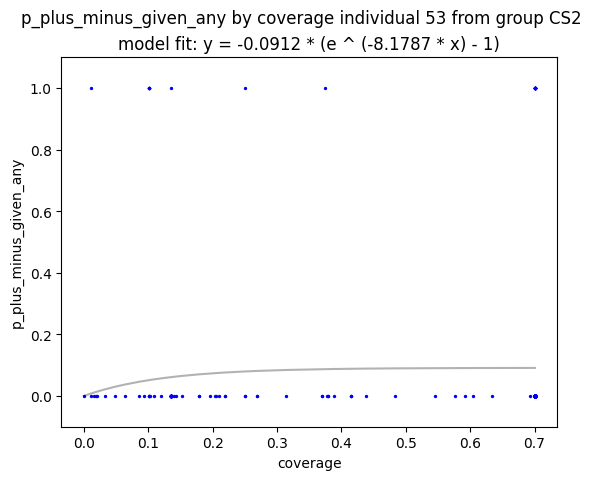 p_plus_minus_given_any by coverage individual 53 from group CS2
model fit: y = -0.0912 * (e ^ (-8.1787 * x) - 1)
1.0
0.8
0.6
0.4
0.2
0.0
p_plus_minus_given_any
0.0 0.1 0.2 0.3 0.4 0.5 0.6 0.7
coverage